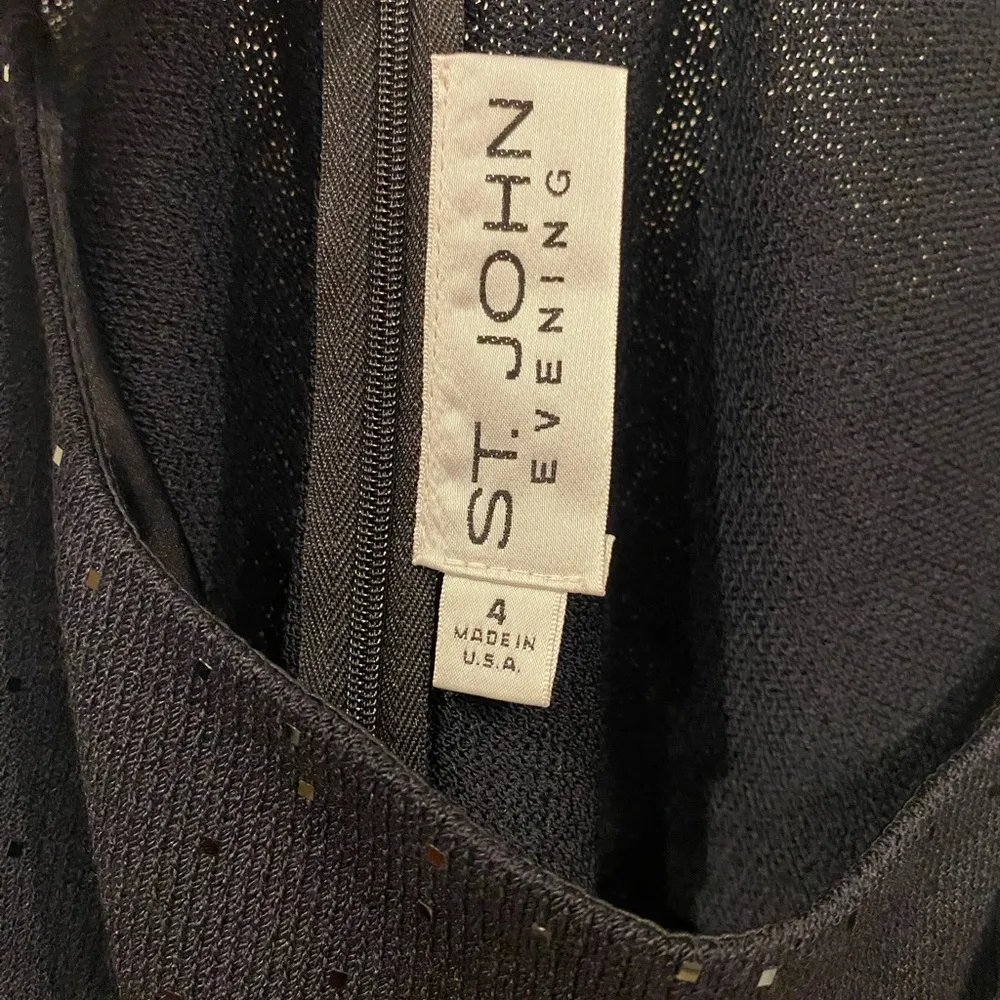 ST. JOHN
EVENING
4
MADE IN
U.S.A.